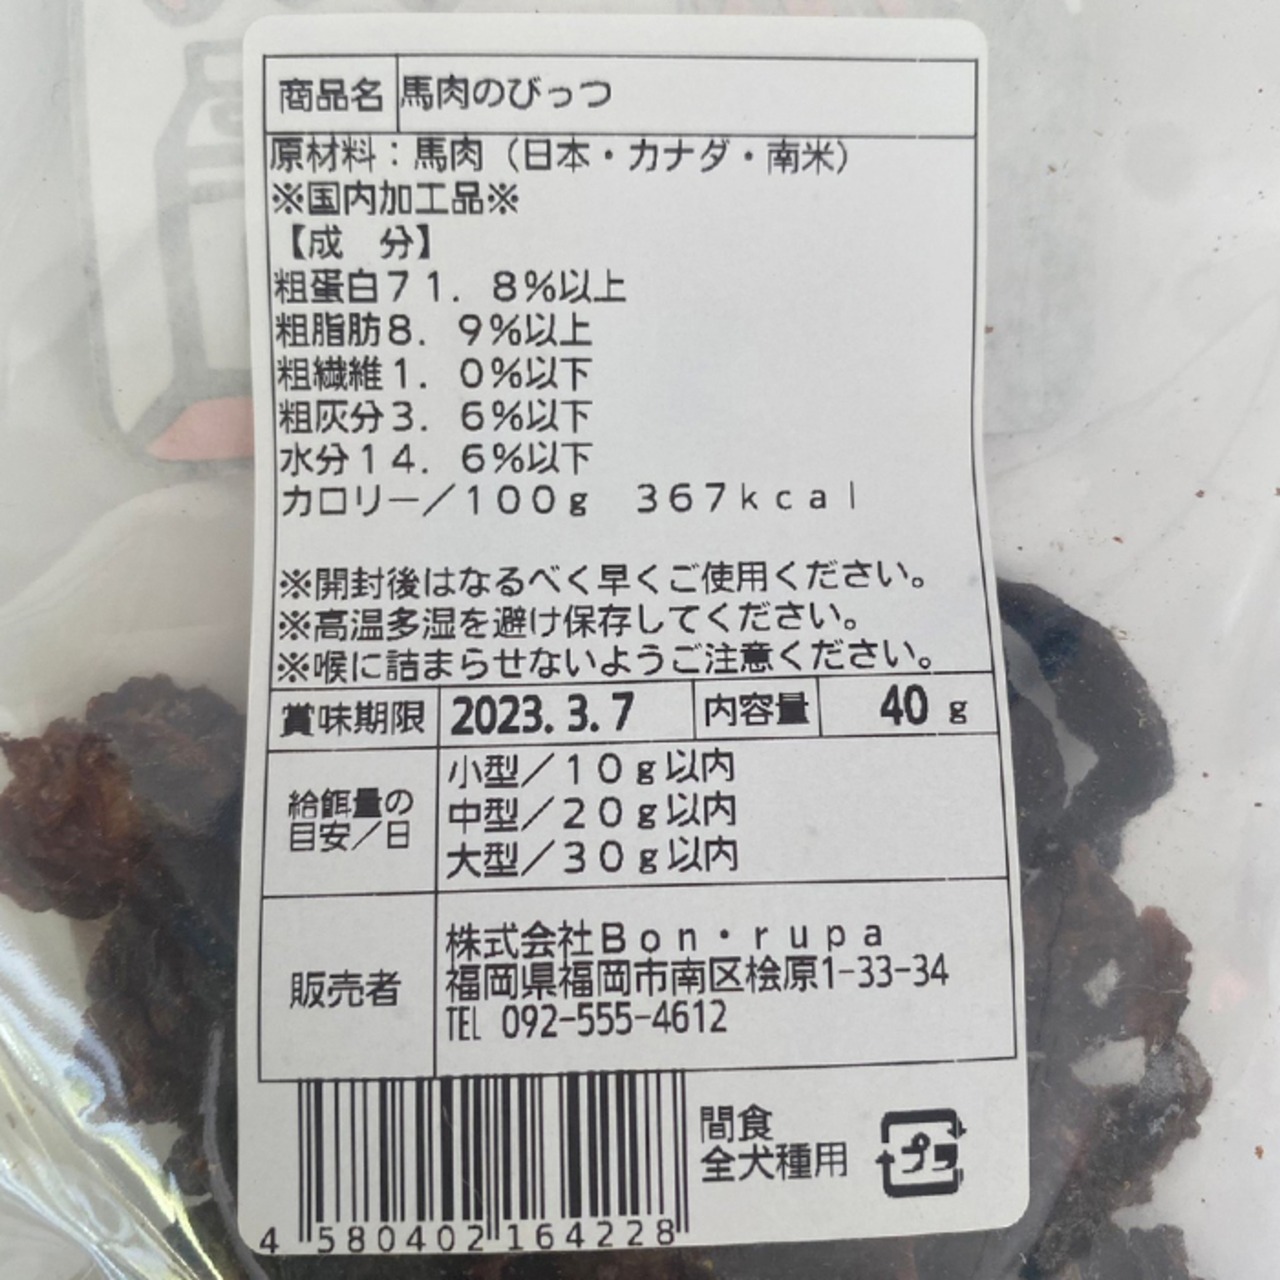 商品名 馬肉のびっつ
原材料：馬肉（日本・カナダ・南米）
※国内加工品※
【成　分】
粗蛋白７１．８％以上
粗脂肪８．９％以上
粗繊維１．０％以下
粗灰分３．６％以下
水分１４．６％以下
カロリー／１００ｇ　３６７ｋｃａｌ
※開封後はなるべく早くご使用ください。
※高温多湿を避け保存してください。
※喉に詰まらせないようご注意ください。
賞味期限 2023.3.7 内容量 40 g
給餌量の目安／日
小型／１０ｇ以内
中型／２０ｇ以内
大型／３０ｇ以内
販売者
株式会社Ｂｏｎ・ｒｕｐａ
福岡県福岡市南区桧原1-33-34
TEL 092-555-4612
間食
全犬種用
プラ
4 580402 164228